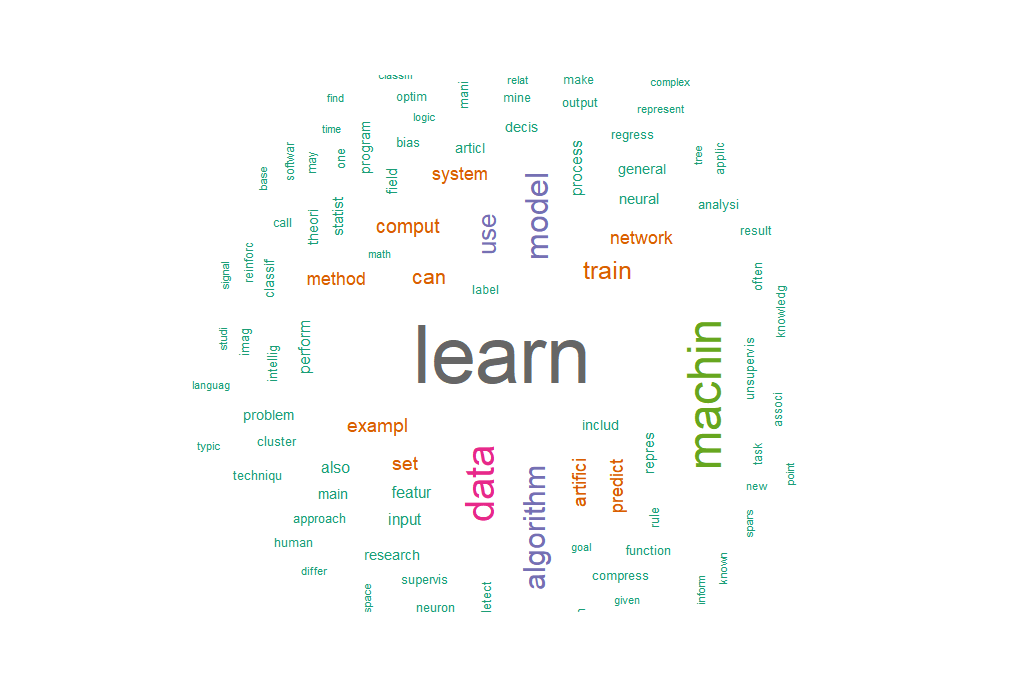 relat
make
complex
find
optim
mani
mine
output
represent
logic
time
program
bias
articl
decis
regress
softwar
may
one
process
general
tree
applic
base
field
system
model
neural
analysi
call
theori
statist
comput
use
network
result
math
signal
reinforc
classif
method
can
label
train
often
knowledg
studi
imag
intellig
perform
learn
machin
unsupervis
languag
associ
problem
exampl
includ
typic
cluster
repres
task
techniqu
also
set
data
algorithm
artifici
predict
point
main
featur
new
approach
input
rule
spars
human
research
goal
function
differ
supervis
compress
inform
known
space
neuron
given